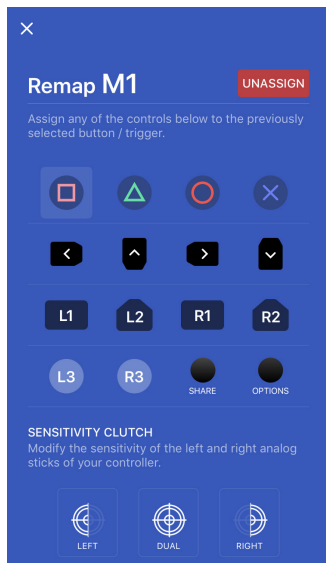 Remap M1
UNASSIGN
Assign any of the controls below to the previously
selected button / trigger.
L1 L2 R1 R2
L3 R3 SHARE OPTIONS
SENSITIVITY CLUTCH
Modify the sensitivity of the left and right analog
sticks of your controller.
LEFT DUAL RIGHT